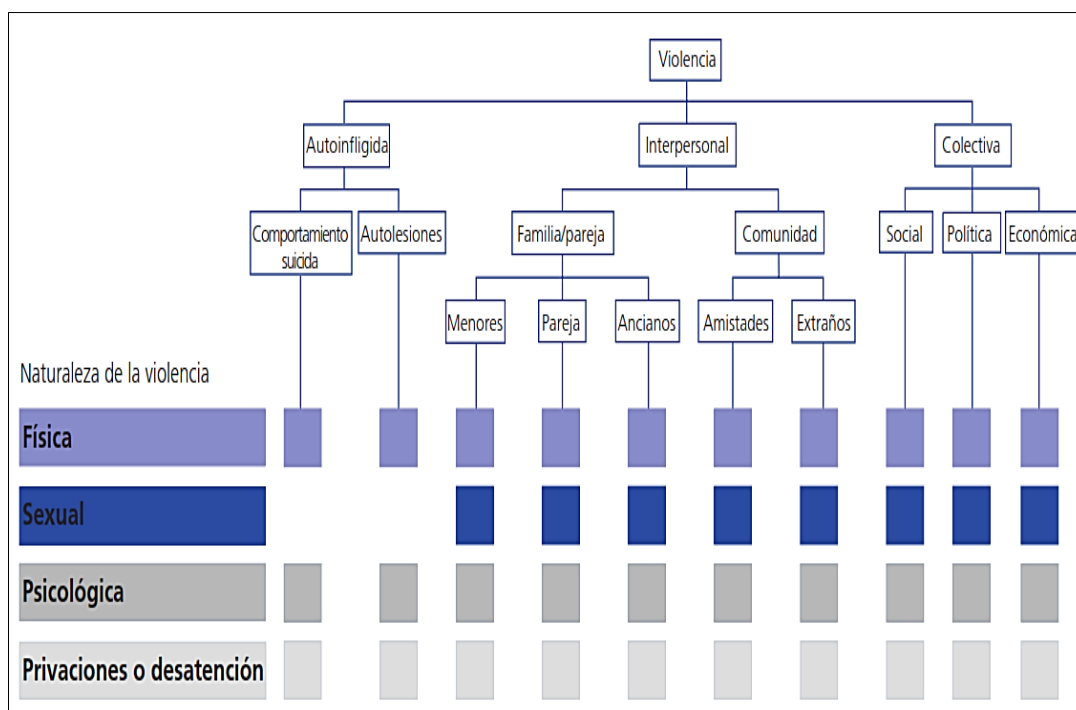 Violencia
Autoinfligida
Interpersonal
Colectiva
Comportamiento
suicida
Autolesiones
Familia/pareja
Comunidad
Social
Política
Económica
Menores
Pareja
Ancianos
Amistades
Extraños
Naturaleza de la violencia
Física
Sexual
Psicológica
Privaciones o desatención